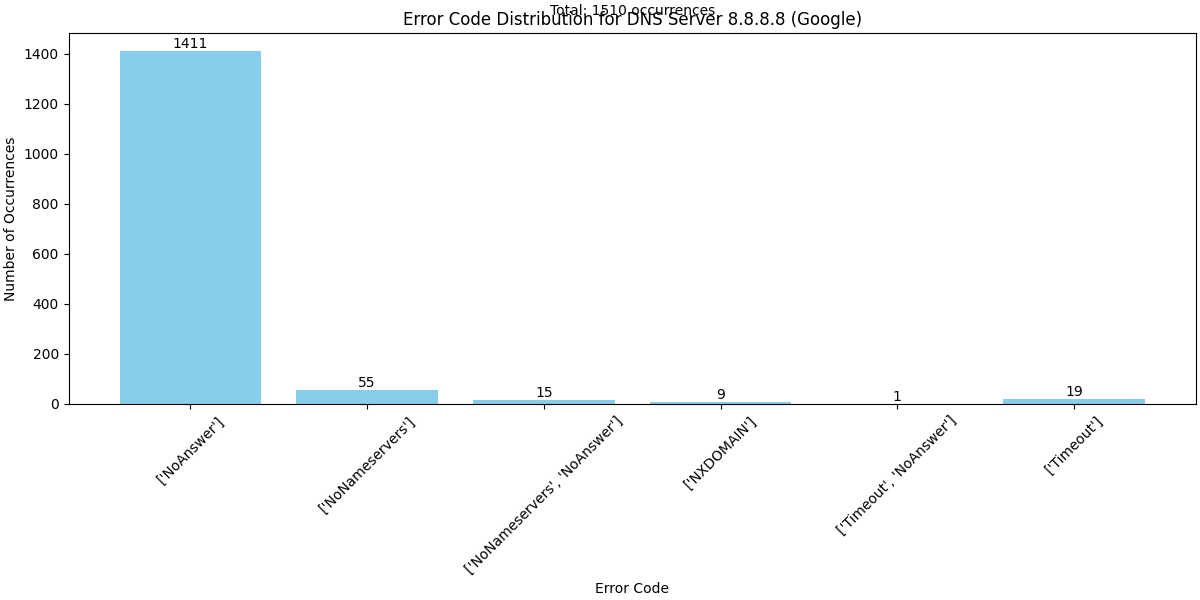 Total: 1510 occurrences
Error Code Distribution for DNS Server 8.8.8.8 (Google)
Number of Occurrences
1400
1200
1000
800
600
400
200
0
1411
55
15
9
1
19
['NoAnswer']
['NoNameservers']
['NoNameservers', 'NoAnswer']
['NXDOMAIN']
['Timeout', 'NoAnswer']
['Timeout']
Error Code